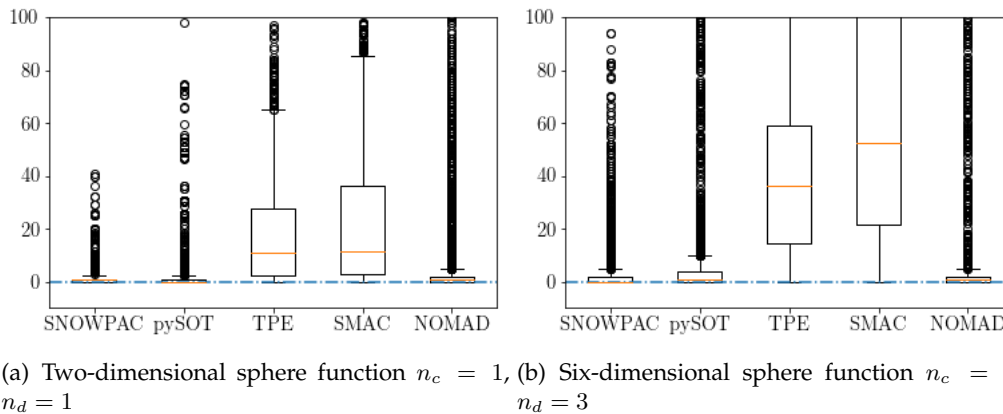 100
80
60
40
20
0
SNOWPAC pySOT TPE SMAC NOMAD
100
80
60
40
20
0
SNOWPAC pySOT TPE SMAC NOMAD
(a) Two-dimensional sphere function n_c = 1,
n_d = 1
(b) Six-dimensional sphere function n_c =
n_d = 3